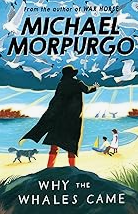 from the author of WAR HORSE
MICHAEL
MORPURGO
WHY THE
WHALES CAME